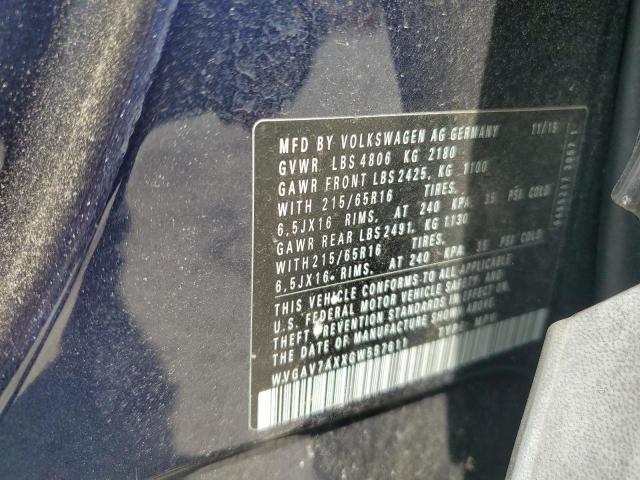 MFD BY VOLKSWAGEN AG GERMANY 11/15
GVWR LBS 4806 KG 2180
GAWR FRONT LBS 2425. KG 1100
WITH 215/65R16 TIRES.
6,5JX16 RIMS. AT 240 KPA. 35 PSI COLD
GAWR REAR LBS 2491. KG 1130
WITH 215/65R16 TIRES.
6,5JX16 RIMS. AT 240 KPA 35 PSI COLD
THIS VEHICLE CONFORMS TO ALL APPLICABLE
U.S. FEDERAL MOTOR VEHICLE SAFETY AND
THEFT PREVENTION STANDARDS IN EFFECT ON
THE DATE OF MANUFACTURE SHOWN ABOVE
TYPE: